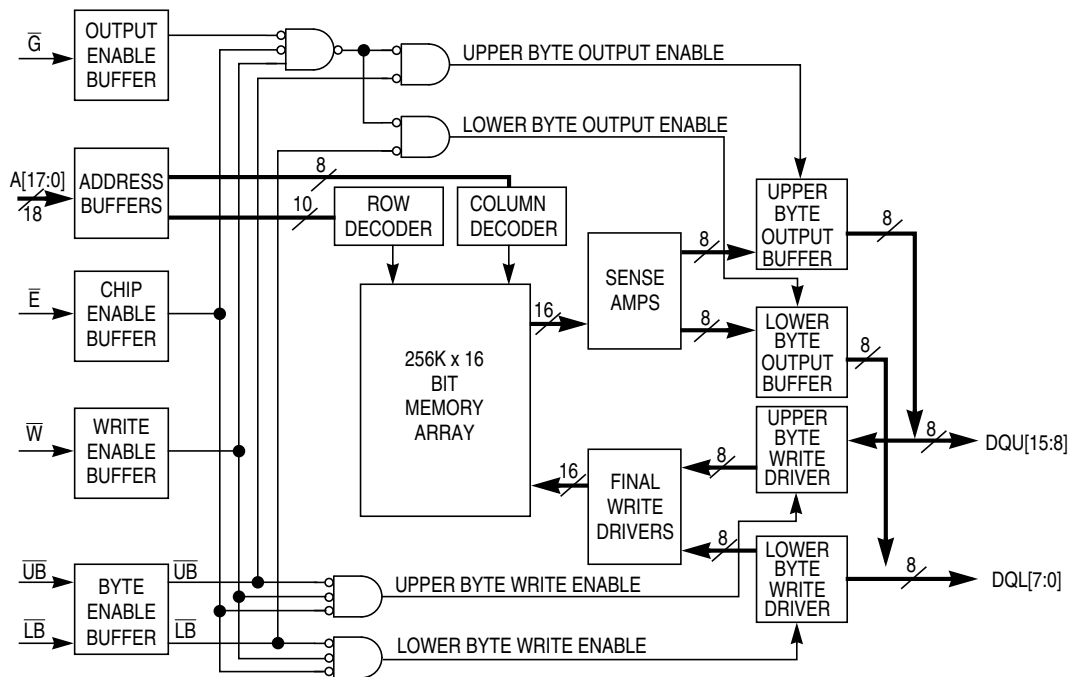 G̅
OUTPUT
ENABLE
BUFFER
UPPER BYTE OUTPUT ENABLE
LOWER BYTE OUTPUT ENABLE
A[17:0]
18
ADDRESS
BUFFERS
8
10
ROW
DECODER
COLUMN
DECODER
UPPER
BYTE
OUTPUT
BUFFER
8
E̅
CHIP
ENABLE
BUFFER
256K x 16
BIT
MEMORY
ARRAY
16
SENSE
AMPS
8
8
LOWER
BYTE
OUTPUT
BUFFER
8
W̅
WRITE
ENABLE
BUFFER
16
FINAL
WRITE
DRIVERS
8
8
UPPER
BYTE
WRITE
DRIVER
8
DQU[15:8]
U̅B̅
L̅B̅
BYTE
ENABLE
BUFFER
U̅B̅
L̅B̅
UPPER BYTE WRITE ENABLE
LOWER BYTE WRITE ENABLE
LOWER
BYTE
WRITE
DRIVER
8
DQL[7:0]